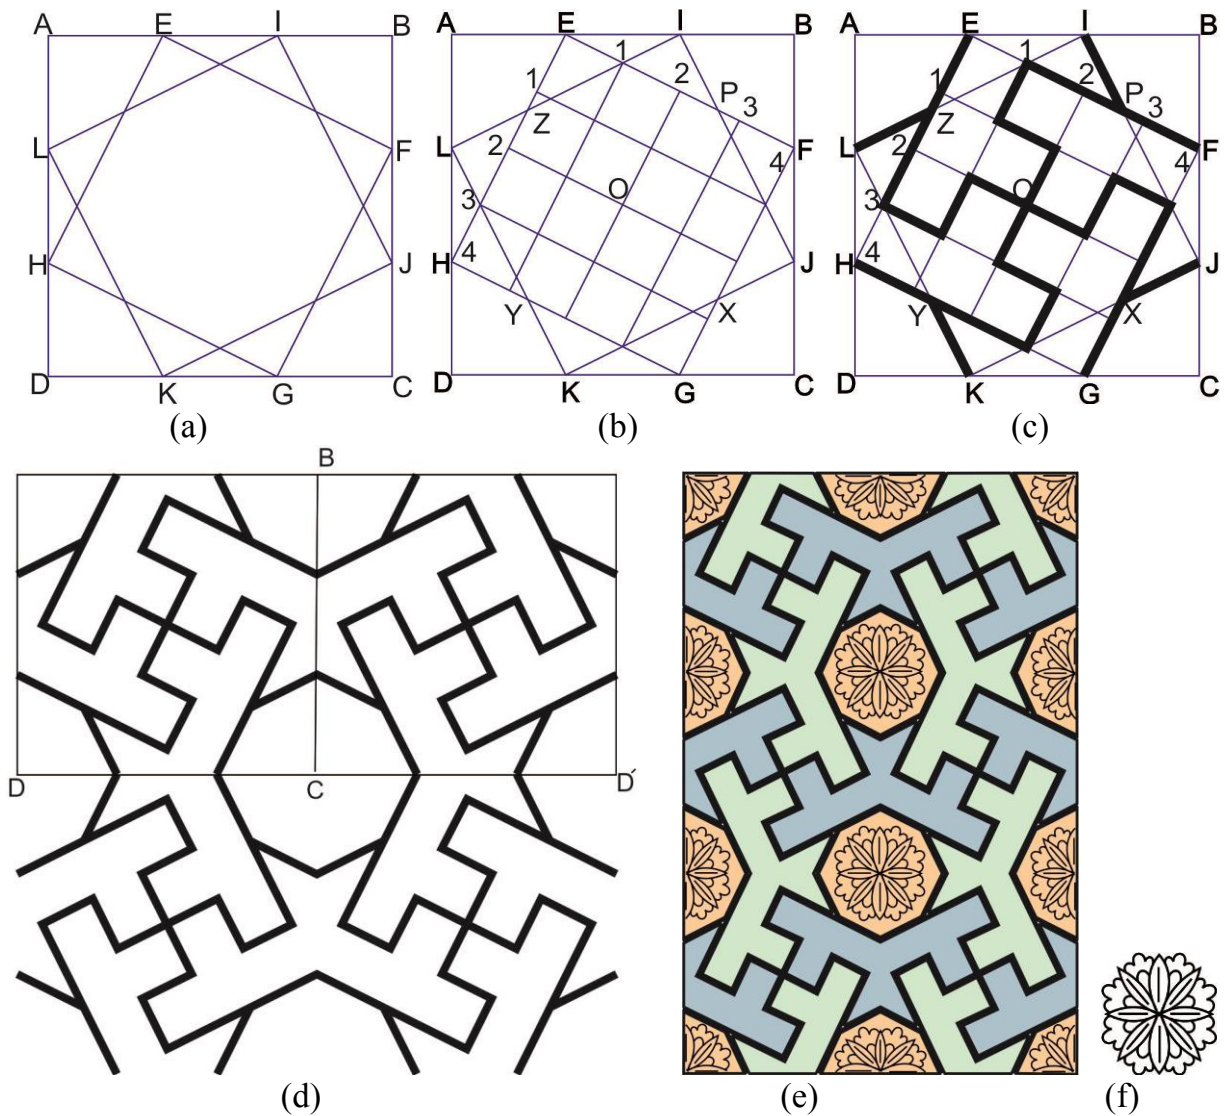 A E I B
L F
H J
D K G C
(a)
A E I B
1 1 2 P 3
Z
L 2 4 F
3 O
H 4 J
Y X
D K G C
(b)
A E I B
1 1 2 P 3
Z
L 2 4 F
3 O
H 4 J
Y X
D K G C
(c)
B
D C D′
(d)
(e)
(f)